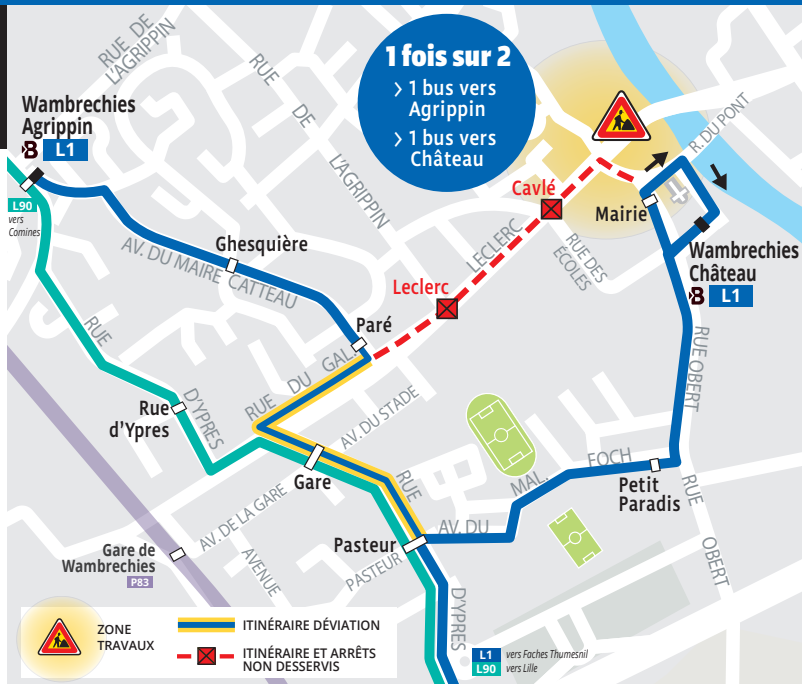 1 fois sur 2
> 1 bus vers
Agrippin
> 1 bus vers
Château
RUE DE
L'AGRIPPIN
RUE DE L'AGRIPPIN
Wambrechies
Agrippin
B L1
L90
vers
Comines
Ghesquière
AV. DU MAIRE CATTEAU
Cavlé
LECLERC
Leclerc
RUE DES
ÉCOLES
R. DU PONT
Mairie
Wambrechies
Château
B L1
Paré
RUE DU GAL.
RUE D'YPRES
Rue
d'Ypres
AV. DU STADE
Gare
AV. DE LA GARE
AVENUE
PASTEUR
Gare de
Wambrechies
P83
Pasteur
RUE
D'YPRES
AV. DU MAL. FOCH
Petit
Paradis
RUE OBERT
RUE OBERT
ZONE
TRAVAUX
ITINÉRAIRE DÉVIATION
ITINÉRAIRE ET ARRÊTS
NON DESSERVIS
L1 vers Faches Thumesnil
L90 vers Lille